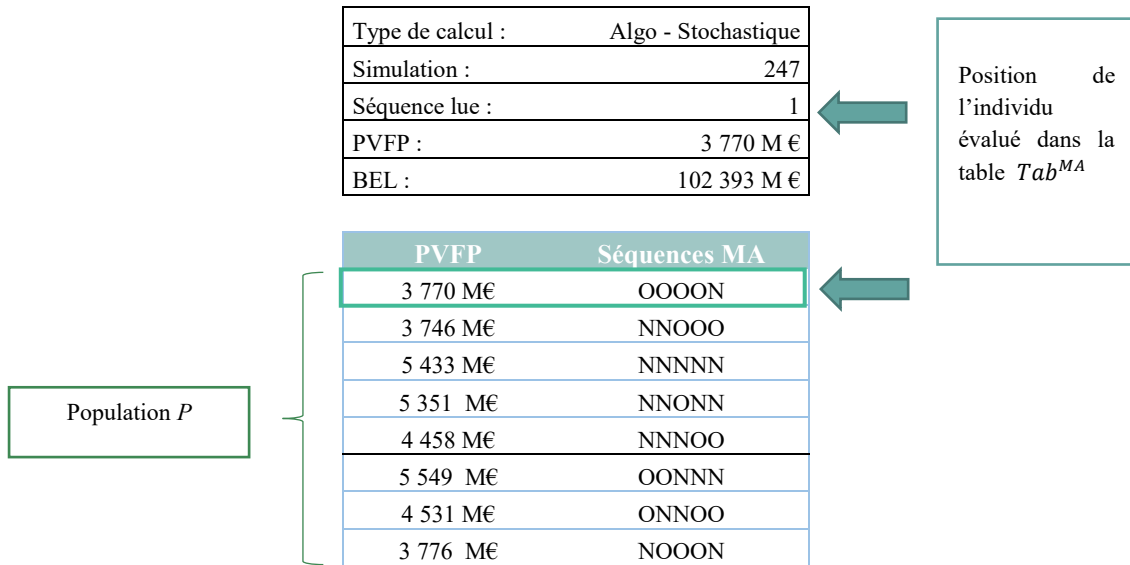 Type de calcul : Algo - Stochastique
Simulation : 247
Séquence lue : 1
PVFP : 3 770 M €
BEL : 102 393 M €
Position de
l’individu
évalué dans la
table Tab^MA
PVFP Séquences MA
3 770 M€ OOOON
3 746 M€ NNOOO
5 433 M€ NNNNN
5 351 M€ NNONN
4 458 M€ NNNOO
5 549 M€ OONNN
4 531 M€ ONNOO
3 776 M€ NOOON
Population P